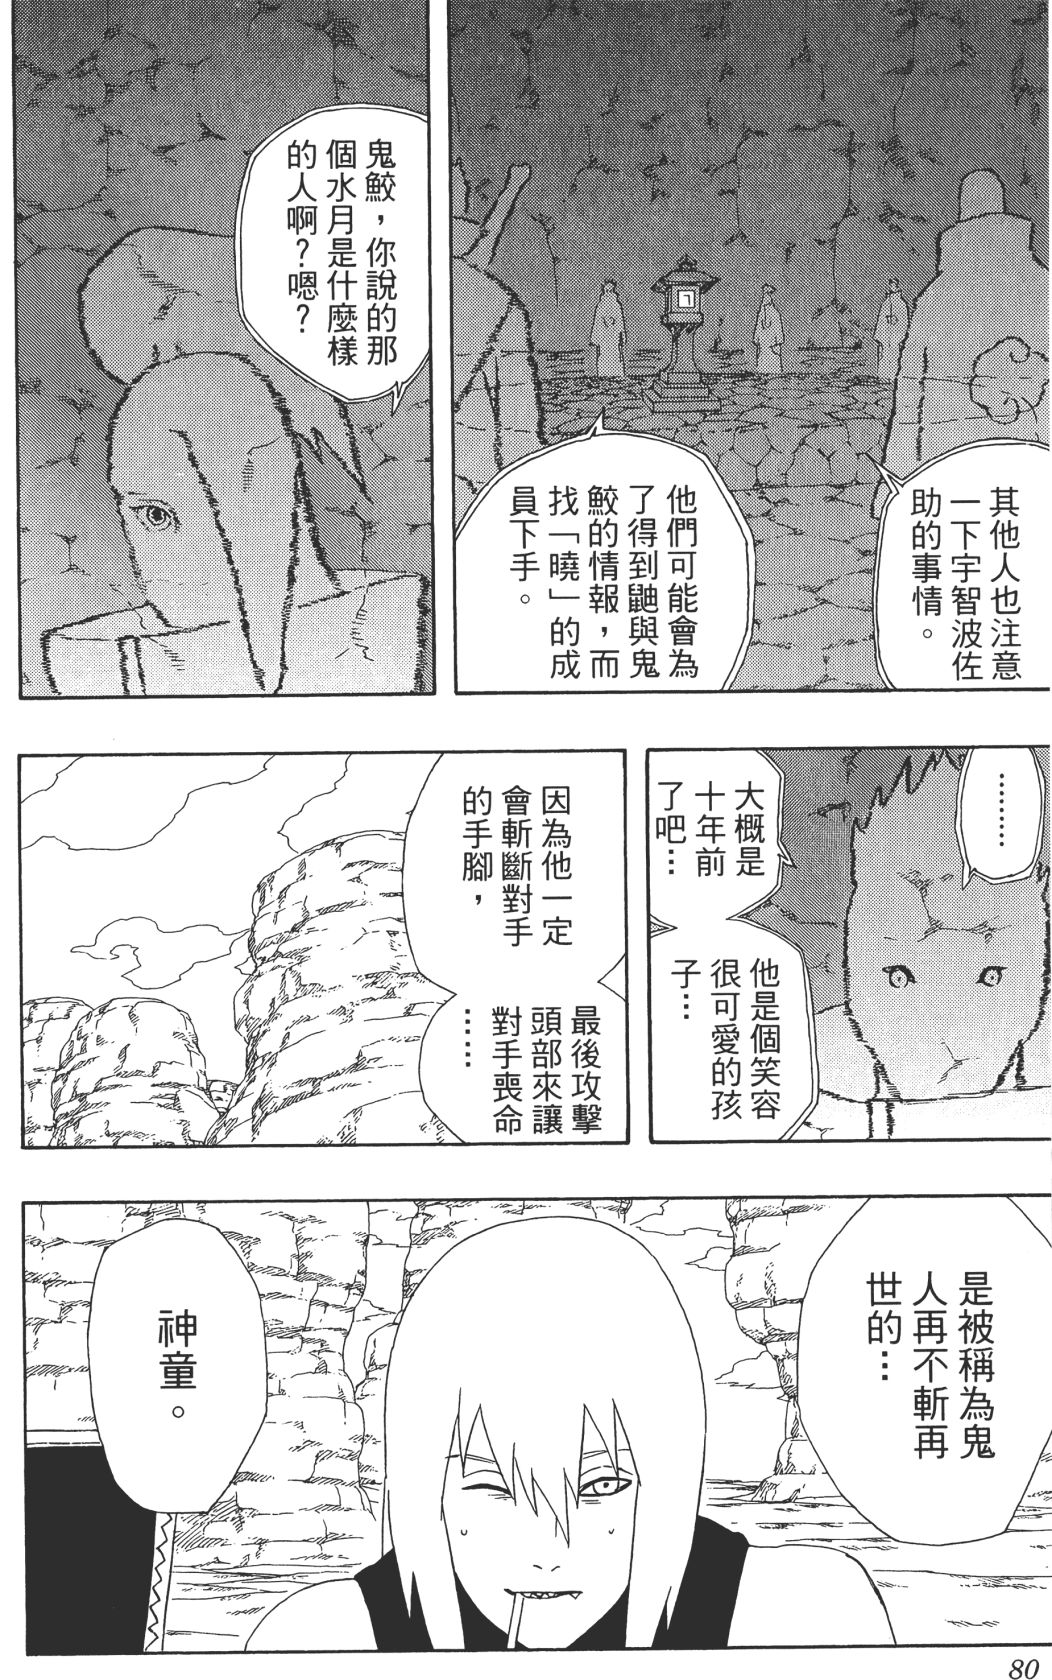 其他人也注意
一下宇智波佐
助的事情。
他們可能會為
了得到鼬與鬼
鮫的情報，而
找「曉」的成
員下手。
鬼鮫，你說的那
個水月是什麼樣
的人啊？嗯？
………
大概是
十年前
了吧…
他是個笑容
很可愛的孩
子…
因為他一定
會斬斷對手
的手腳，
最後攻擊
頭部來讓
對手喪命
……
是被稱為鬼
人再不斬再
世的…
神童。
80